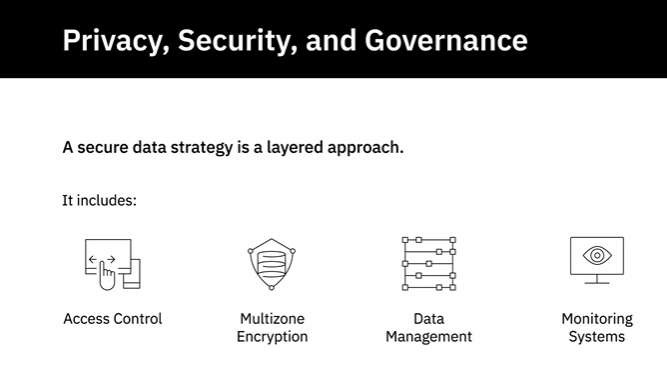 Privacy, Security, and Governance
A secure data strategy is a layered approach.
It includes:
Access Control
Multizone
Encryption
Data
Management
Monitoring
Systems